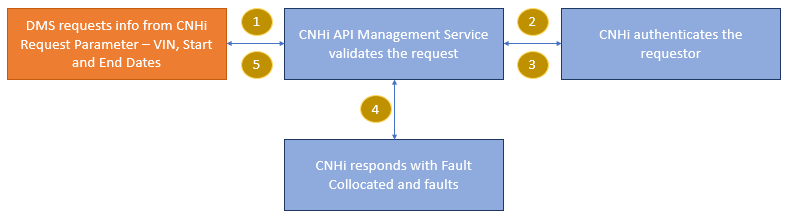 DMS requests info from CNHi
Request Parameter – VIN, Start
and End Dates
1
5
CNHi API Management Service
validates the request
2
3
CNHi authenticates the
requestor
4
CNHi responds with Fault
Collocated and faults